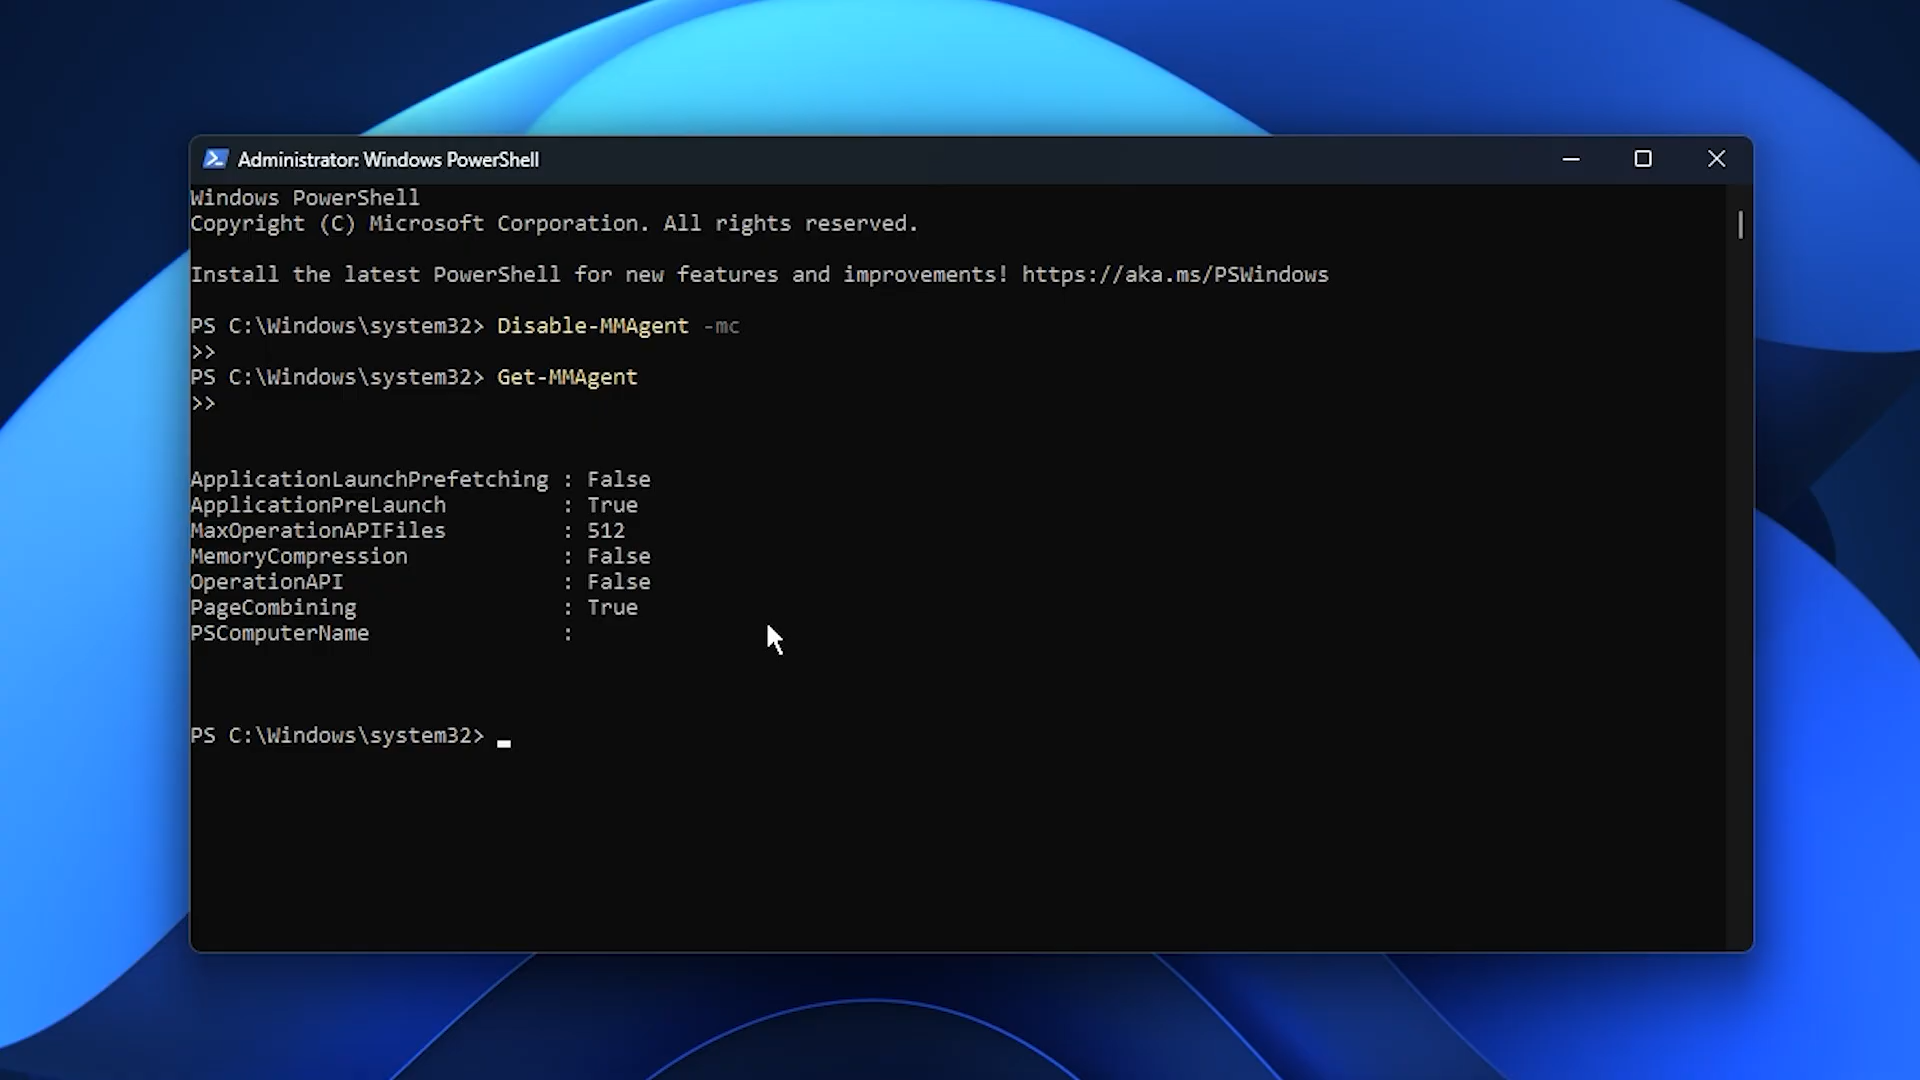 Administrator: Windows PowerShell
Windows PowerShell
Copyright (C) Microsoft Corporation. All rights reserved.
Install the latest PowerShell for new features and improvements! https://aka.ms/PSWindows
PS C:\Windows\system32> Disable-MMAgent -mc
>>
PS C:\Windows\system32> Get-MMAgent
>>
ApplicationLaunchPrefetching : False
ApplicationPreLaunch         : True
MaxOperationAPIFiles         : 512
MemoryCompression            : False
OperationAPI                 : False
PageCombining                : True
PSComputerName               :
PS C:\Windows\system32>